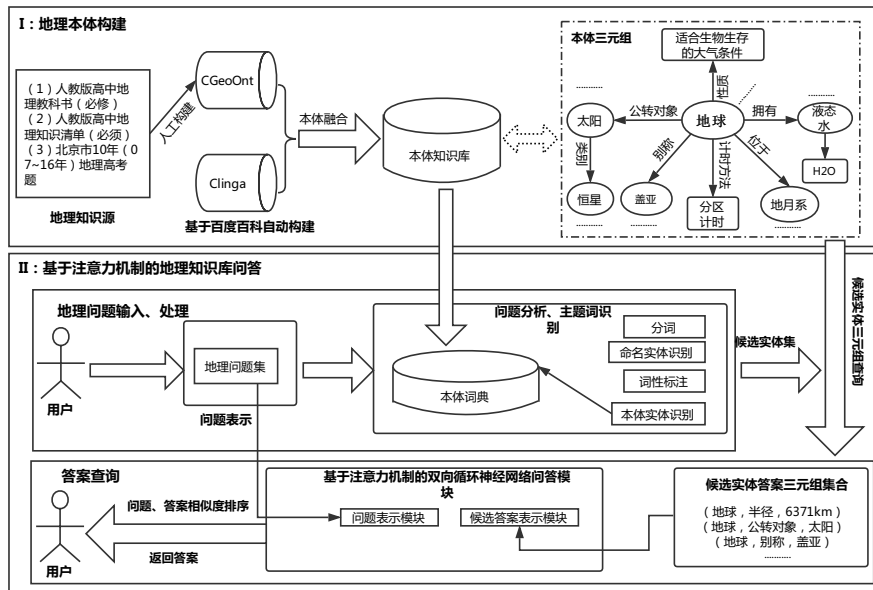 I：地理本体构建
（1）人教版高中地
理教科书（必修）
（2）人教版高中地
理知识清单（必须）
（3）北京市10年（0
7~16年）地理高考
题
地理知识源
人工构建
CGeoOnt
Clinga
基于百度百科自动构建
本体融合
本体知识库
本体三元组
适合生物生存
的大气条件
性质
............
太阳
公转对象
地球
............
拥有
............
液态
水
类别
别称
计时方法
位于
H2O
恒星
............
盖亚
............
分区
计时
地月系
............
II：基于注意力机制的地理知识库问答
地理问题输入、处理
用户
地理问题集
问题表示
问题分析、主题词识
别
本体词典
分词
命名实体识别
词性标注
本体实体识别
候选实体集
候选实体三元组查询
答案查询
用户
问题、答案相似度排序
返回答案
基于注意力机制的双向循环神经网络问答模
块
问题表示模块
候选答案表示模块
候选实体答案三元组集合
（地球，半径，6371km）
（地球，公转对象，太阳）
（地球，别称，盖亚）
............